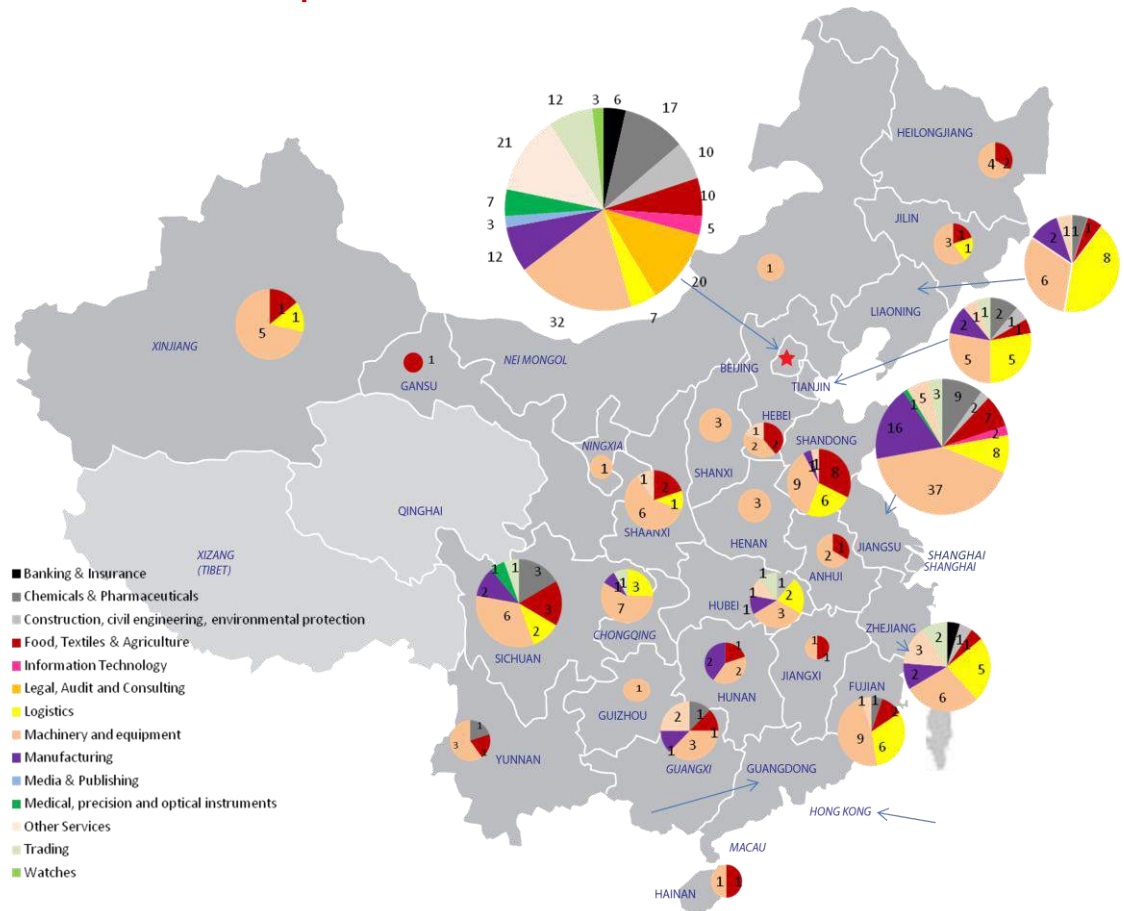 12
3
6
17
10
10
5
20
7
32
12
3
7
21
HEILONGJIANG
4
2
JILIN
3
1
1
1
1
1
8
6
2
LIAONING
1
1
2
1
1
5
5
2
XINJIANG
1
1
5
GANSU
1
NEI MONGOL
1
BEIJING
TIANJIN
3
5
9
2
7
2
8
37
16
1
HEBEI
1
2
2
NINGXIA
1
3
SHANXI
SHANDONG
1
1
8
6
9
QINGHAI
1
2
1
6
SHAANXI
3
HENAN
JIANGSU
1
2
ANHUI
SHANGHAI
SHANGHAI
XIZANG
(TIBET)
1
1
3
3
2
6
2
SICHUAN
1
3
7
CHONGQING
1
1
2
3
1
1
HUBEI
ZHEJIANG
2
1
1
5
6
2
3
1
2
2
HUNAN
1
1
JIANGXI
FUJIAN
1
1
2
6
9
1
GUIZHOU
2
1
1
3
1
GUANGXI
1
1
3
YUNNAN
GUANGDONG
HONG KONG
MACAU
HAINAN
1
1
Banking & Insurance
Chemicals & Pharmaceuticals
Construction, civil engineering, environmental protection
Food, Textiles & Agriculture
Information Technology
Legal, Audit and Consulting
Logistics
Machinery and equipment
Manufacturing
Media & Publishing
Medical, precision and optical instruments
Other Services
Trading
Watches